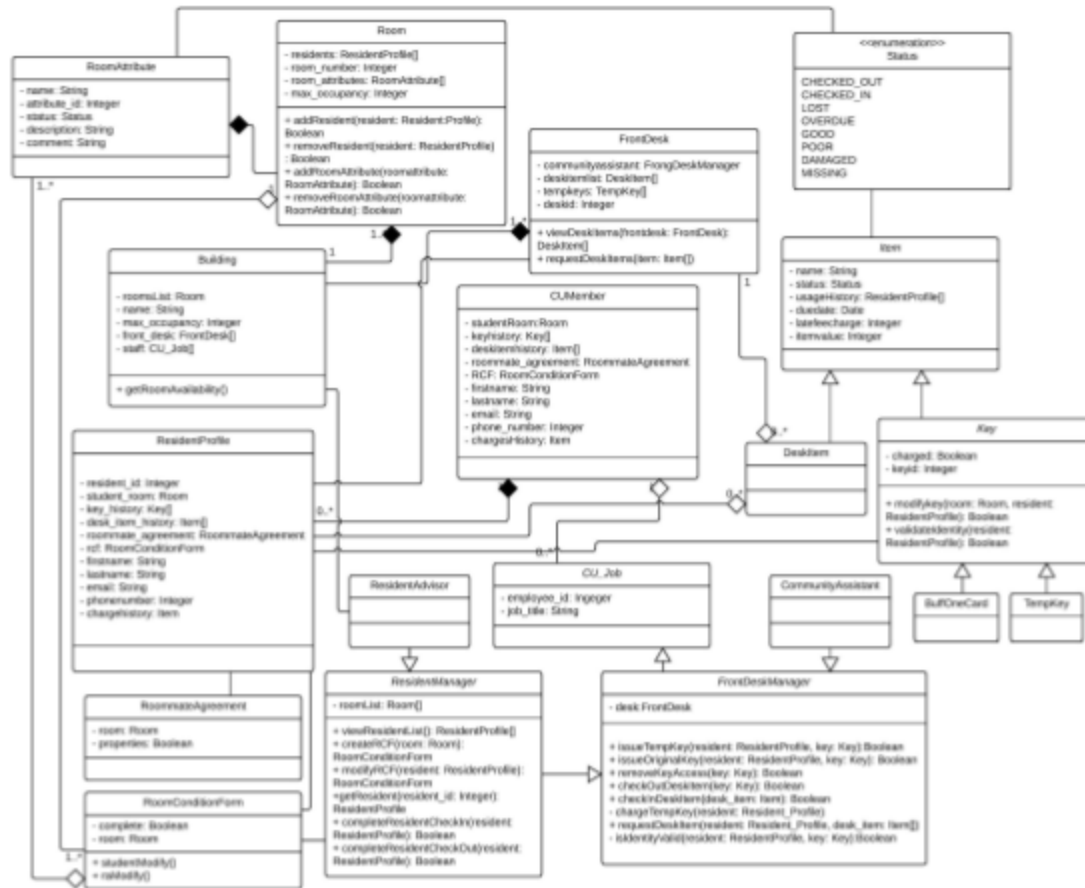 RoomAttribute
- name: String
- attribute_id: Integer
- status: Status
- description: String
- comment: String
1..*
Room
- residents: ResidentProfile[]
- room_number: Integer
- room_attributes: RoomAttribute[]
- max_occupancy: Integer
+ addResident(resident: Resident:Profile):
Boolean
+ removeResident(resident: ResidentProfile)
: Boolean
+ addRoomAttribute(roomattribute:
RoomAttribute): Boolean
+ removeRoomAttribute(roomattribute:
RoomAttribute): Boolean
<<enumeration>>
Status
CHECKED_OUT
CHECKED_IN
LOST
OVERDUE
GOOD
POOR
DAMAGED
MISSING
FrontDesk
- communityassistant: FrongDeskManager
- deskitemlist: DeskItem[]
- tempkeys: TempKey[]
- deskid: Integer
+ viewDeskItems(frontdesk: FrontDesk):
DeskItem[]
+ requestDeskItems(item: Item[])
1
1..*
1
Building
- roomsList: Room
- name: String
- max_occupancy: Integer
- front_desk: FrontDesk[]
- staff: CU_Job[]
+ getRoomAvailability()
Item
- name: String
- status: Status
- usageHistory: ResidentProfile[]
- duedate: Date
- latefeecharge: Integer
- itemvalue: Integer
CUMember
- studentRoom:Room
- keyhistory: Key[]
- deskitemhistory: Item[]
- roommate_agreement: RoommateAgreement
- RCF: RoomConditionForm
- firstname: String
- lastname: String
- email: String
- phone_number: Integer
- chargesHistory: Item
ResidentProfile
- resident_id: Integer
- student_room: Room
- key_history: Key[]
- desk_item_history: Item[]
- roommate_agreement: RoommateAgreement
- rcf: RoomConditionForm
- firstname: String
- lastname: String
- email: String
- phonenumber: Integer
- chargehistory: Item
0..*
DeskItem
0..*
Key
- charged: Boolean
- keyid: Integer
+ modifykey(room: Room, resident:
ResidentProfile): Boolean
+ validateIdentity(resident:
ResidentProfile): Boolean
0..*
CU_Job
- employee_id: Ingeger
- job_title: String
ResidentAdvisor
CommunityAssistant
BuffOneCard
TempKey
RoommateAgreement
- room: Room
- properties: Boolean
ResidentManager
- roomList: Room[]
+ viewResidentList(): ResidentProfile[]
+ createRCF(room: Room):
RoomConditionForm
+ modifyRCF(resident: ResidentProfile):
RoomConditionForm
+getResident(resident_id: Integer):
ResidentProfile
+ completeResidentCheckIn(resident:
ResidentProfile): Boolean
+ completeResidentCheckOut(resident:
ResidentProfile): Boolean
FrontDeskManager
- desk:FrontDesk
+ issueTempKey(resident: ResidentProfile, key: Key):Boolean
+ issueOriginalKey(resident: ResidentProfile, key: Key): Boolean
+ removeKeyAccess(key: Key): Boolean
+ checkOutDeskItem(key: Key): Boolean
+ checkInDeskItem(desk_item: Item): Boolean
- chargeTempKey(resident: Resident_Profile)
+ requestDeskItem(resident: Resident_Profile, desk_item: Item[])
- isIdentityValid(resident: ResidentProfile, key: Key):Boolean
RoomConditionForm
- complete: Boolean
- room: Room
+ studentModify()
+ raModify()
1..*